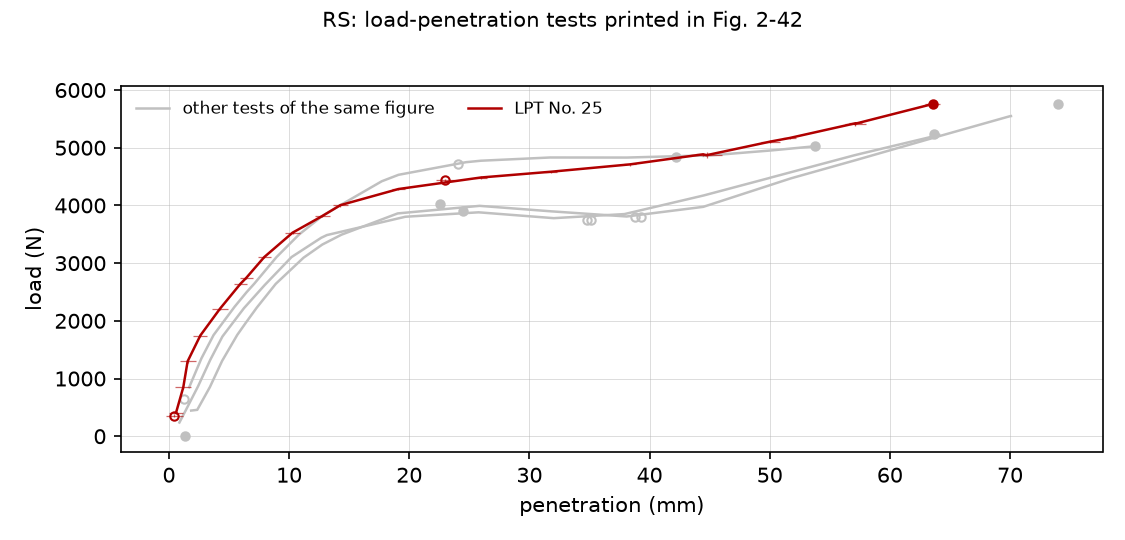 RS: load-penetration tests printed in Fig. 2-42
other tests of the same figure
LPT No. 25
6000
5000
4000
3000
2000
1000
0
load (N)
0 10 20 30 40 50 60 70
penetration (mm)